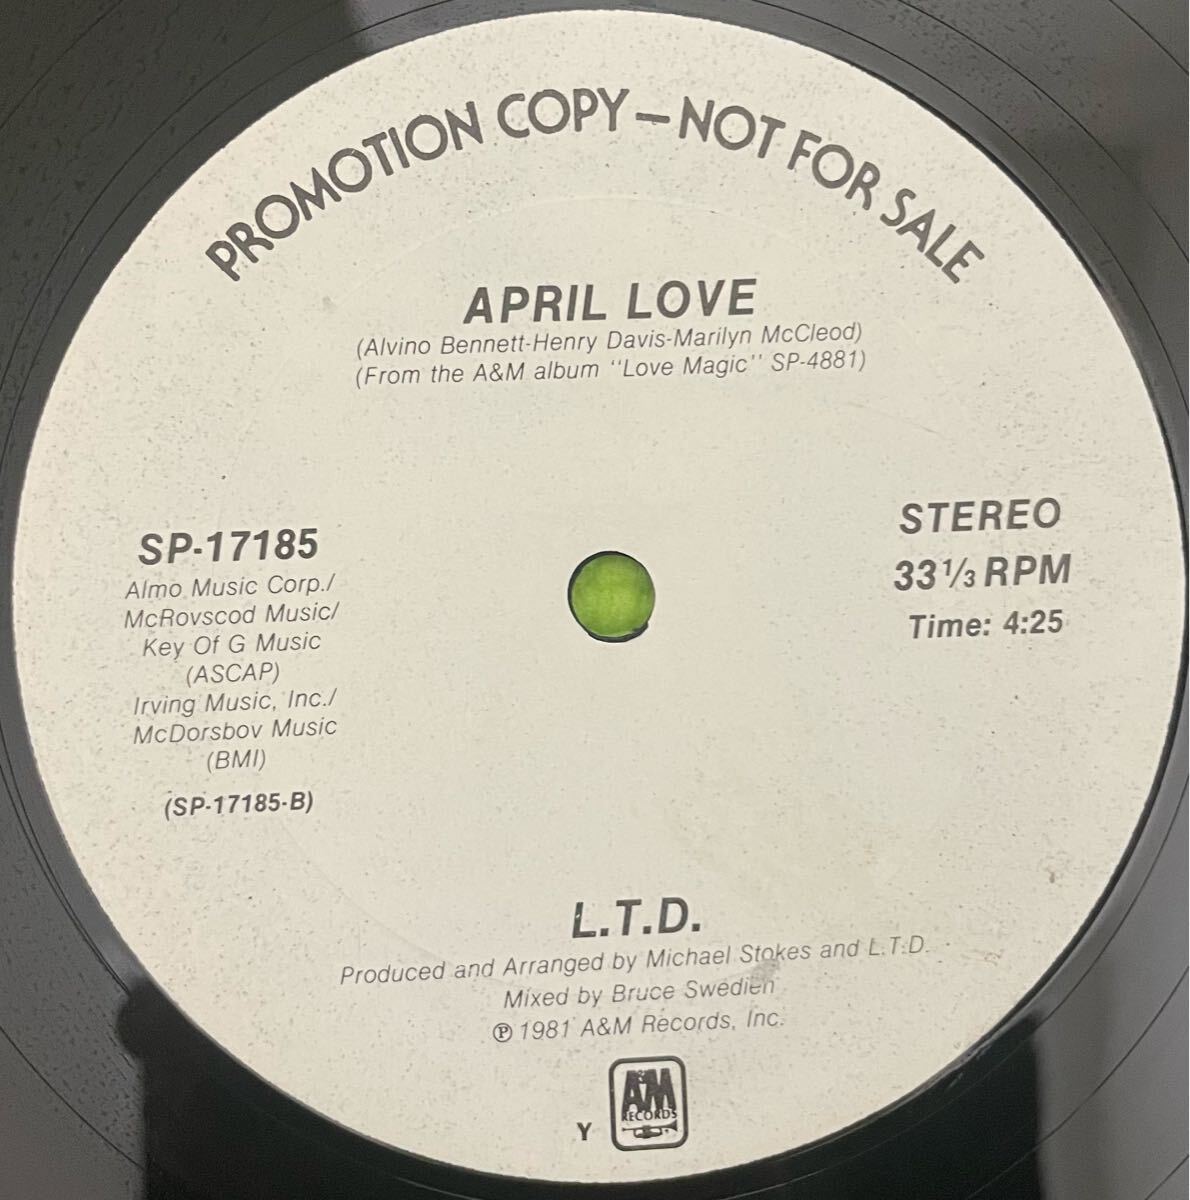 PROMOTION COPY — NOT FOR SALE
APRIL LOVE
(Alvino Bennett-Henry Davis-Marilyn McCleod)
(From the A&M album "Love Magic" SP-4881)
SP-17185
Almo Music Corp./
McRovscod Music/
Key Of G Music
(ASCAP)
Irving Music, Inc./
McDorsbov Music
(BMI)
(SP-17185-B)
STEREO
33 1/3 RPM
Time: 4:25
L.T.D.
Produced and Arranged by Michael Stokes and L.T.D.
Mixed by Bruce Swedien
℗ 1981 A&M Records, Inc.
Y
A&M
RECORDS